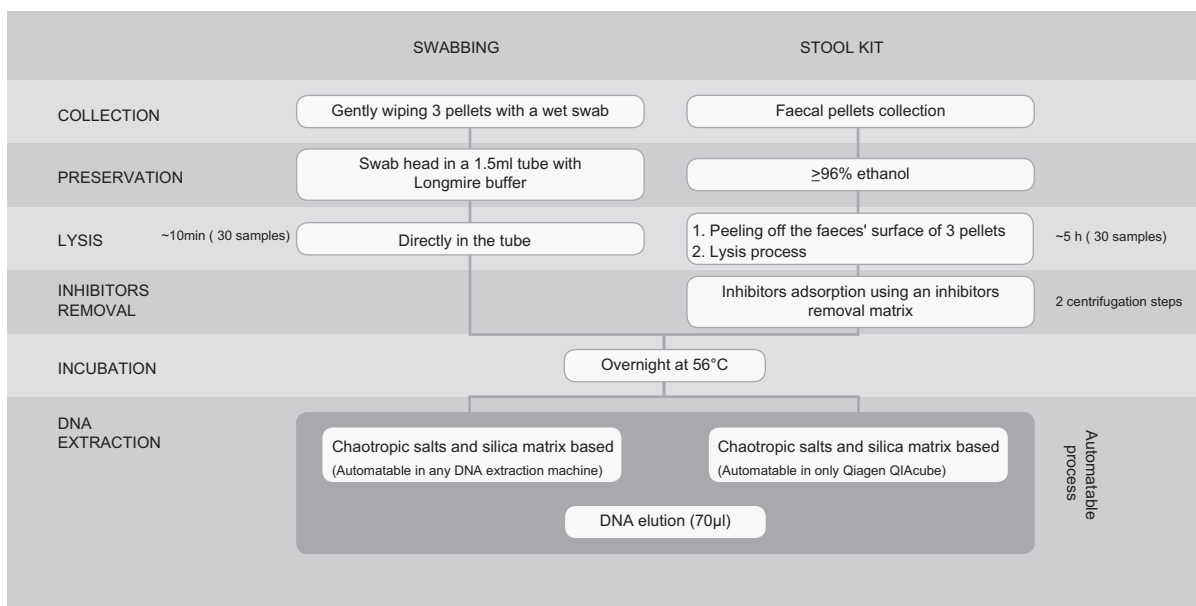 SWABBING STOOL KIT
COLLECTION Gently wiping 3 pellets with a wet swab Faecal pellets collection
PRESERVATION Swab head in a 1.5ml tube with
Longmire buffer
≥96% ethanol
LYSIS ~10min ( 30 samples) Directly in the tube
1. Peeling off the faeces' surface of 3 pellets
2. Lysis process
~5 h ( 30 samples)
INHIBITORS
REMOVAL
Inhibitors adsorption using an inhibitors
removal matrix
2 centrifugation steps
INCUBATION Overnight at 56°C
DNA
EXTRACTION
Chaotropic salts and silica matrix based
(Automatable in any DNA extraction machine)
Chaotropic salts and silica matrix based
(Automatable in only Qiagen QIAcube)
DNA elution (70µl)
Automatable
process